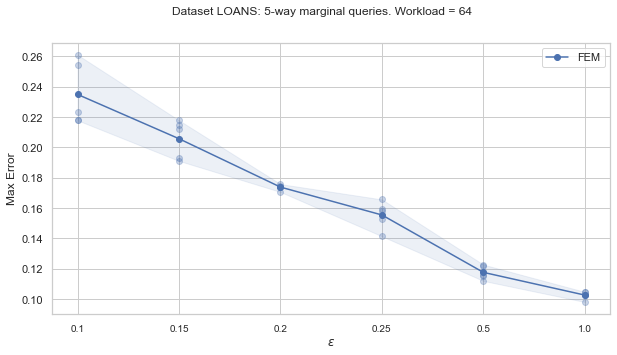 Dataset LOANS: 5-way marginal queries. Workload = 64
FEM
0.26
0.24
0.22
0.20
0.18
0.16
0.14
0.12
0.10
Max Error
0.1 0.15 0.2 0.25 0.5 1.0
ε